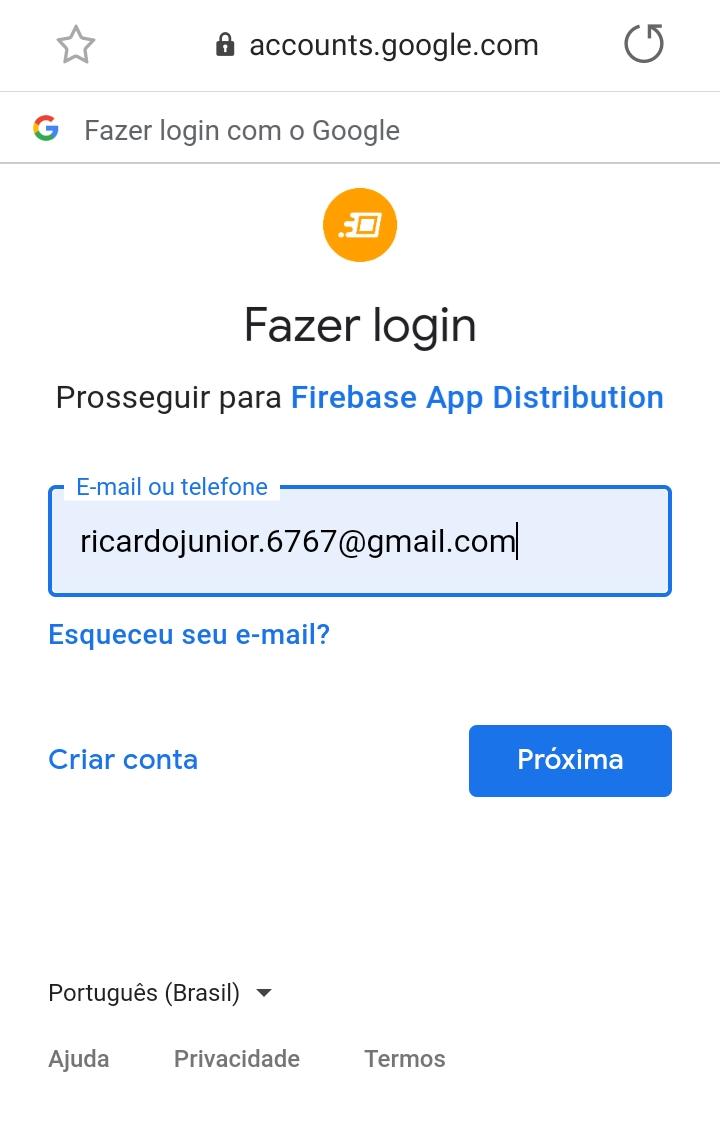 accounts.google.com
Fazer login com o Google
Fazer login
Prosseguir para Firebase App Distribution
E-mail ou telefone
ricardojunior.6767@gmail.com
Esqueceu seu e-mail?
Criar conta
Próxima
Português (Brasil)
Ajuda Privacidade Termos